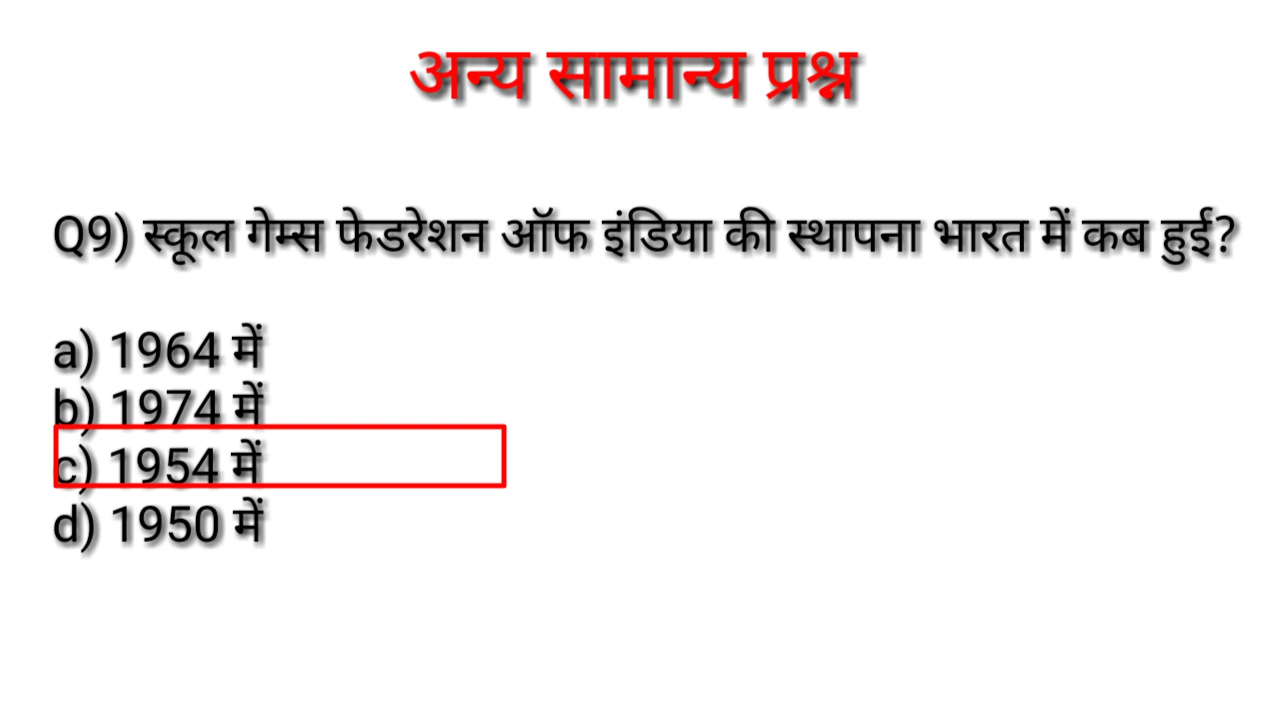 अन्य सामान्य प्रश्न
Q9) स्कूल गेम्स फेडरेशन ऑफ इंडिया की स्थापना भारत में कब हुई?
a) 1964 में
b) 1974 में
c) 1954 में
d) 1950 में